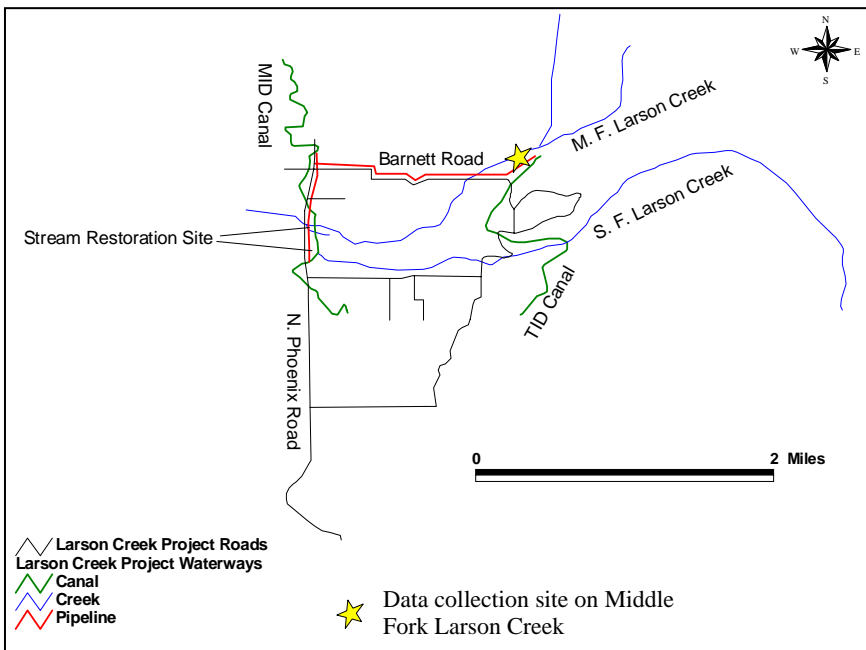 N
W E
S
MID Canal
M. F. Larson Creek
Barnett Road
S. F. Larson Creek
Stream Restoration Site
TID Canal
N. Phoenix Road
0 2 Miles
Larson Creek Project Roads
Larson Creek Project Waterways
Canal
Creek
Pipeline
Data collection site on Middle
Fork Larson Creek